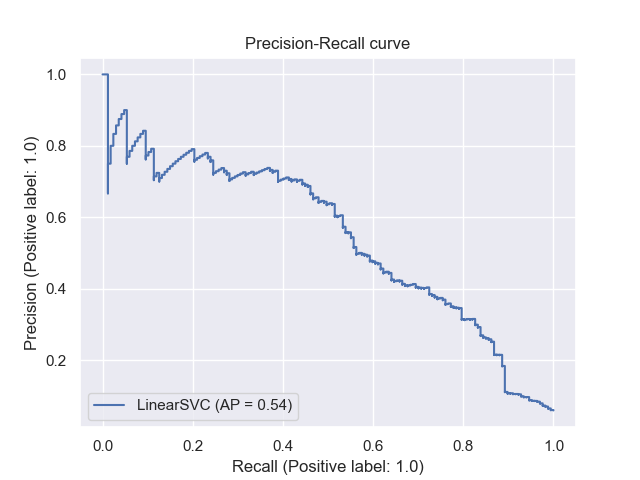 Precision-Recall curve
1.0
0.8
0.6
0.4
0.2
Precision (Positive label: 1.0)
LinearSVC (AP = 0.54)
0.0 0.2 0.4 0.6 0.8 1.0
Recall (Positive label: 1.0)